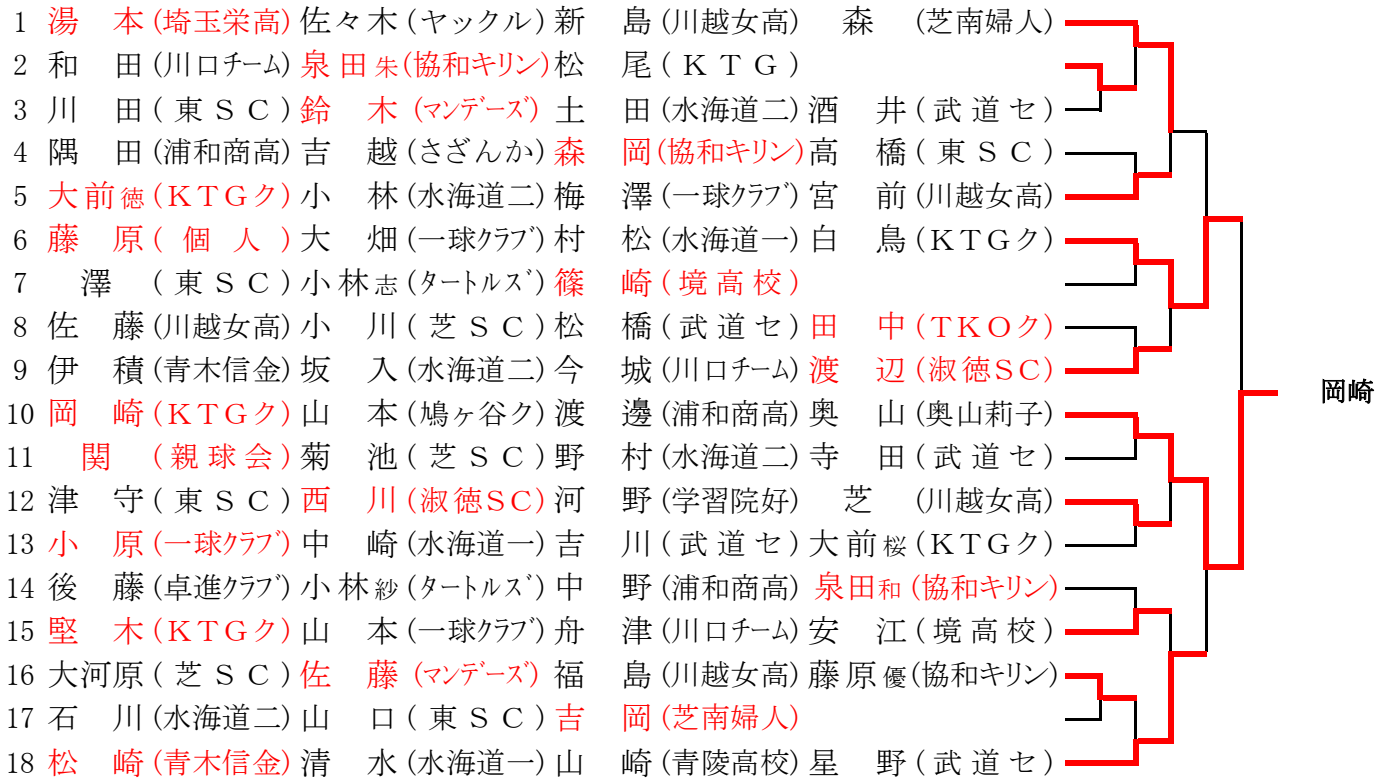 1 湯　本(埼玉栄高) 佐々木(ヤックル) 新　島(川越女高) 森　(芝南婦人)
2 和　田(川口チーム) 泉田朱(協和キリン) 松　尾(ＫＴＧ)
3 川　田(東ＳＣ) 鈴　木(マンデーズ) 土　田(水海道二) 酒　井(武道セ)
4 隅　田(浦和商高) 吉　越(さざんか) 森　岡(協和キリン) 高　橋(東ＳＣ)
5 大前徳(ＫＴＧク) 小　林(水海道二) 梅　澤(一球クラブ) 宮　前(川越女高)
6 藤　原(個人) 大　畑(一球クラブ) 村　松(水海道一) 白　鳥(ＫＴＧク)
7 澤　(東ＳＣ) 小林志(タートルズ) 篠　崎(境高校)
8 佐　藤(川越女高) 小　川(芝ＳＣ) 松　橋(武道セ) 田　中(ＴＫＯク)
9 伊　積(青木信金) 坂　入(水海道二) 今　城(川口チーム) 渡　辺(淑徳SC)
岡崎
10 岡　崎(ＫＴＧク) 山　本(鳩ヶ谷ク) 渡　邊(浦和商高) 奥　山(奥山莉子)
11 関　(親球会) 菊　池(芝ＳＣ) 野　村(水海道二) 寺　田(武道セ)
12 津　守(東ＳＣ) 西　川(淑徳SC) 河　野(学習院好) 芝　(川越女高)
13 小　原(一球クラブ) 中　崎(水海道一) 吉　川(武道セ) 大前桜(ＫＴＧク)
14 後　藤(卓進クラブ) 小林紗(タートルズ) 中　野(浦和商高) 泉田和(協和キリン)
15 堅　木(ＫＴＧク) 山　本(一球クラブ) 舟　津(川口チーム) 安　江(境高校)
16 大河原(芝ＳＣ) 佐　藤(マンデーズ) 福　島(川越女高) 藤原優(協和キリン)
17 石　川(水海道二) 山　口(東ＳＣ) 吉　岡(芝南婦人)
18 松　崎(青木信金) 清　水(水海道一) 山　崎(青陵高校) 星　野(武道セ)